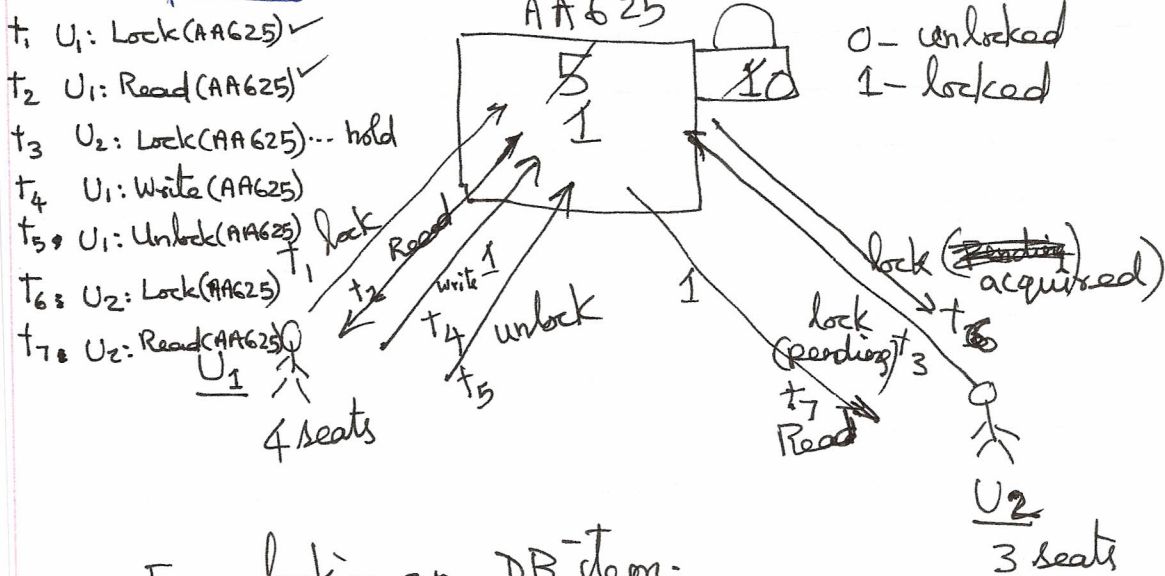 AA625
t1 U1: Lock(AA625) ✓
t2 U1: Read(AA625) ✓
t3 U2: Lock(AA625)... hold
t4 U1: Write(AA625)
t5. U1: Unlock(AA625)
t6: U2: Lock(AA625)
t7. U2: Read(AA625)
5
1
10
0 - unlocked
1 - locked
t1 lock
Read
t2
write 1
t4
unlock
t5
U1
4 seats
1
lock (acquired)
t6
lock
(pending) t3
t7
Read
U2
3 seats
locking an DB item.